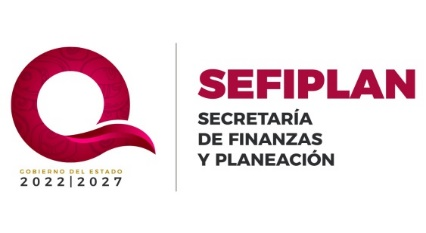 Q
GOBIERNO DEL ESTADO
2022|2027
SEFIPLAN
SECRETARÍA
DE FINANZAS
Y PLANEACIÓN